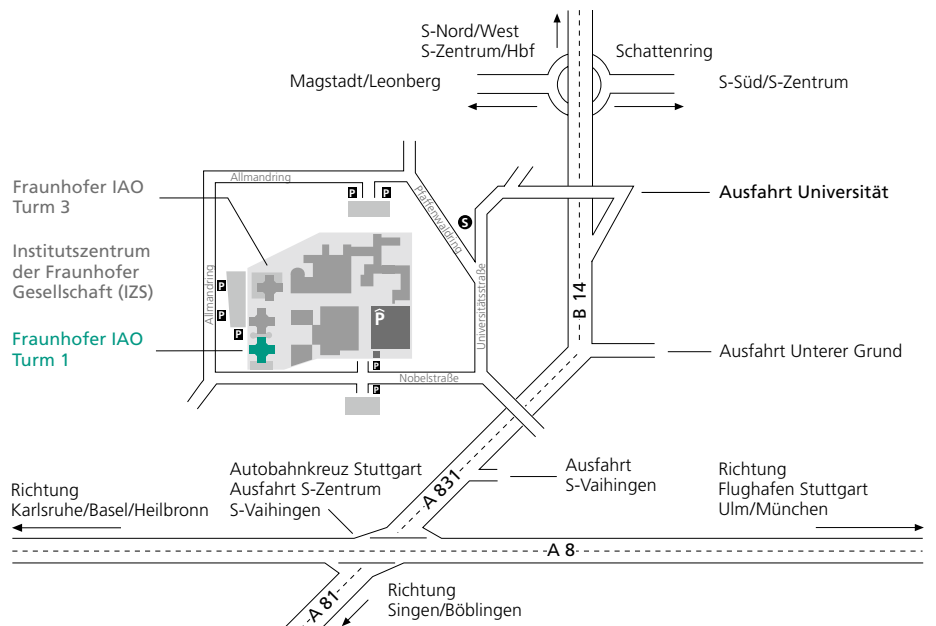 S-Nord/West
S-Zentrum/Hbf
Schattenring
Magstadt/Leonberg
S-Süd/S-Zentrum
Allmandring
P
P
Pfaffenwaldring
Fraunhofer IAO
Turm 3
S
Ausfahrt Universität
Institutszentrum
der Fraunhofer
Gesellschaft (IZS)
Allmandring
P
P
P
P
Universitätsstraße
B 14
Fraunhofer IAO
Turm 1
Ausfahrt Unterer Grund
P
Nobelstraße
P
Autobahnkreuz Stuttgart
Ausfahrt S-Zentrum
S-Vaihingen
A 831
Ausfahrt
S-Vaihingen
Richtung
Flughafen Stuttgart
Ulm/München
Richtung
Karlsruhe/Basel/Heilbronn
A 8
A 81
Richtung
Singen/Böblingen